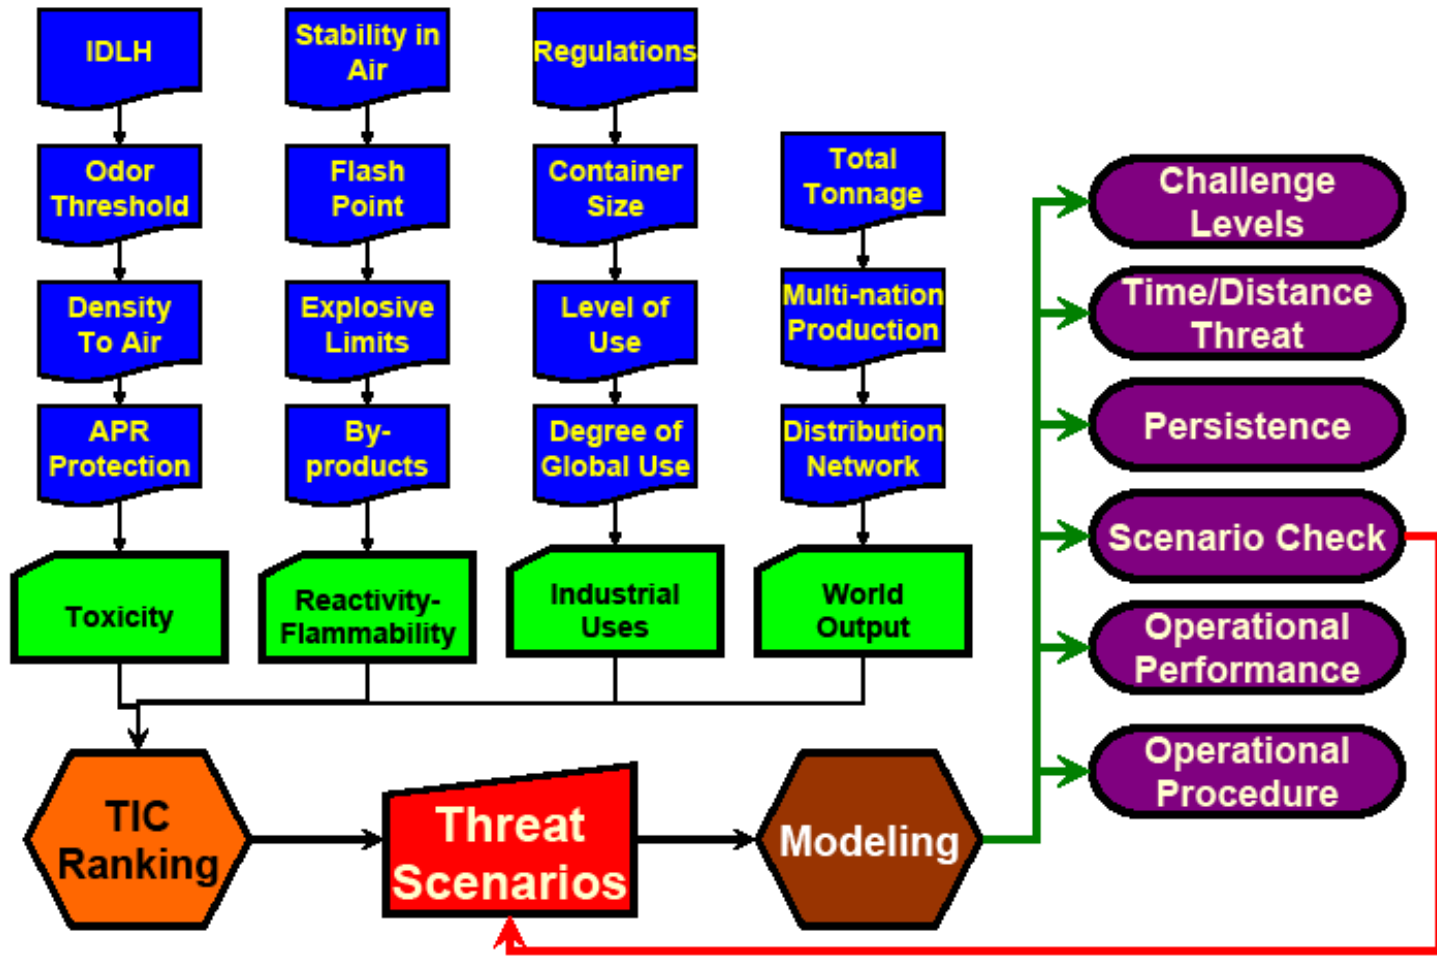 IDLH
Odor
Threshold
Density
To Air
APR
Protection
Toxicity
Stability in
Air
Flash
Point
Explosive
Limits
By-
products
Reactivity-
Flammability
Regulations
Container
Size
Level of
Use
Degree of
Global Use
Industrial
Uses
Total
Tonnage
Multi-nation
Production
Distribution
Network
World
Output
TIC
Ranking
Threat
Scenarios
Modeling
Challenge
Levels
Time/Distance
Threat
Persistence
Scenario Check
Operational
Performance
Operational
Procedure